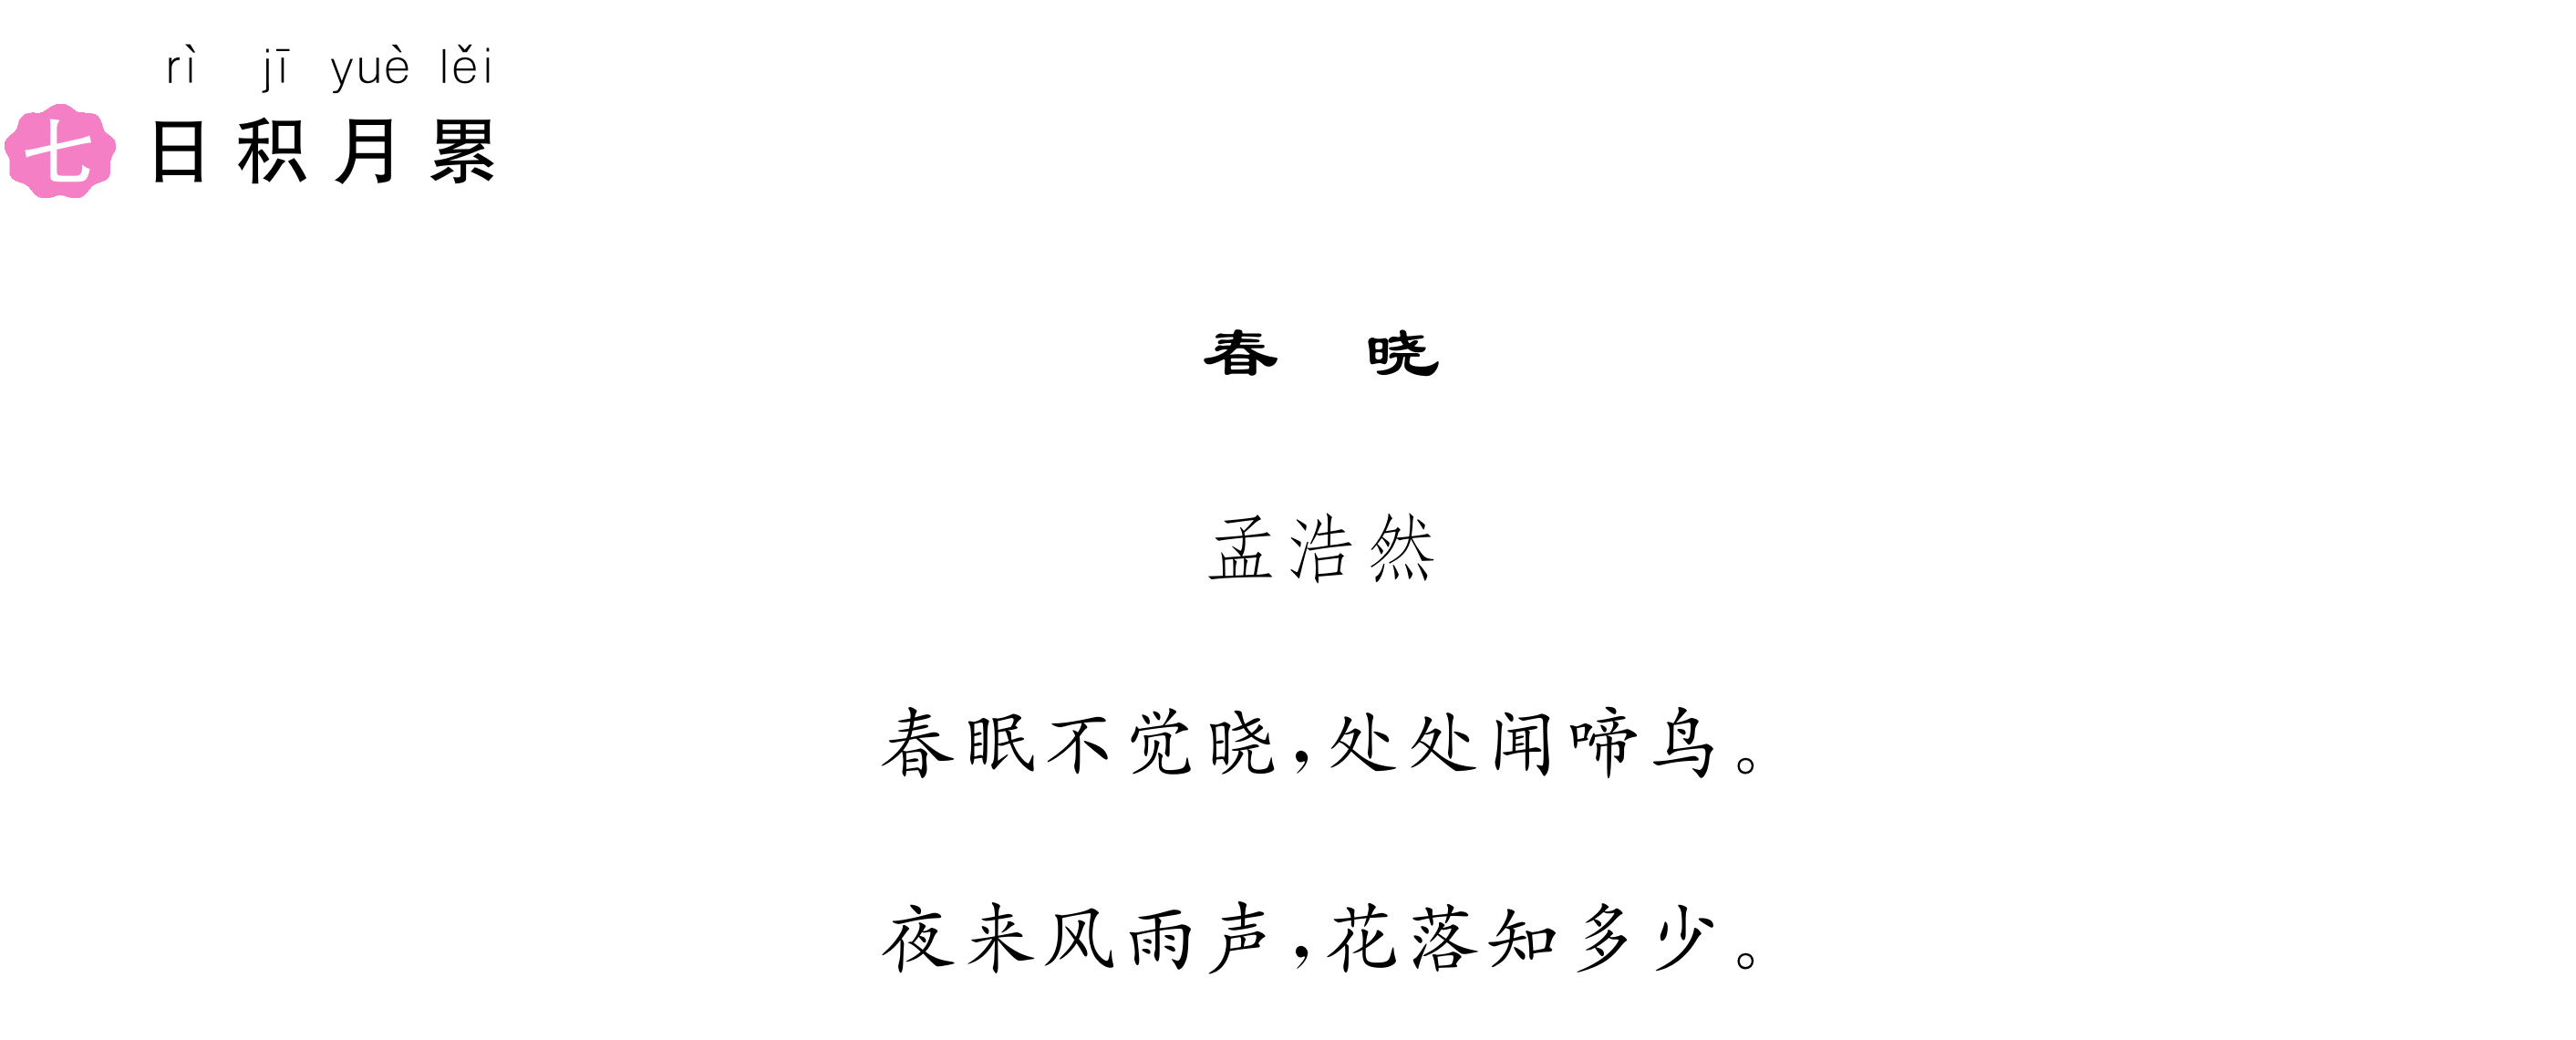 rì jī yuè lěi
七 日积月累
春 晓
孟浩然
春眠不觉晓，处处闻啼鸟。
夜来风雨声，花落知多少。